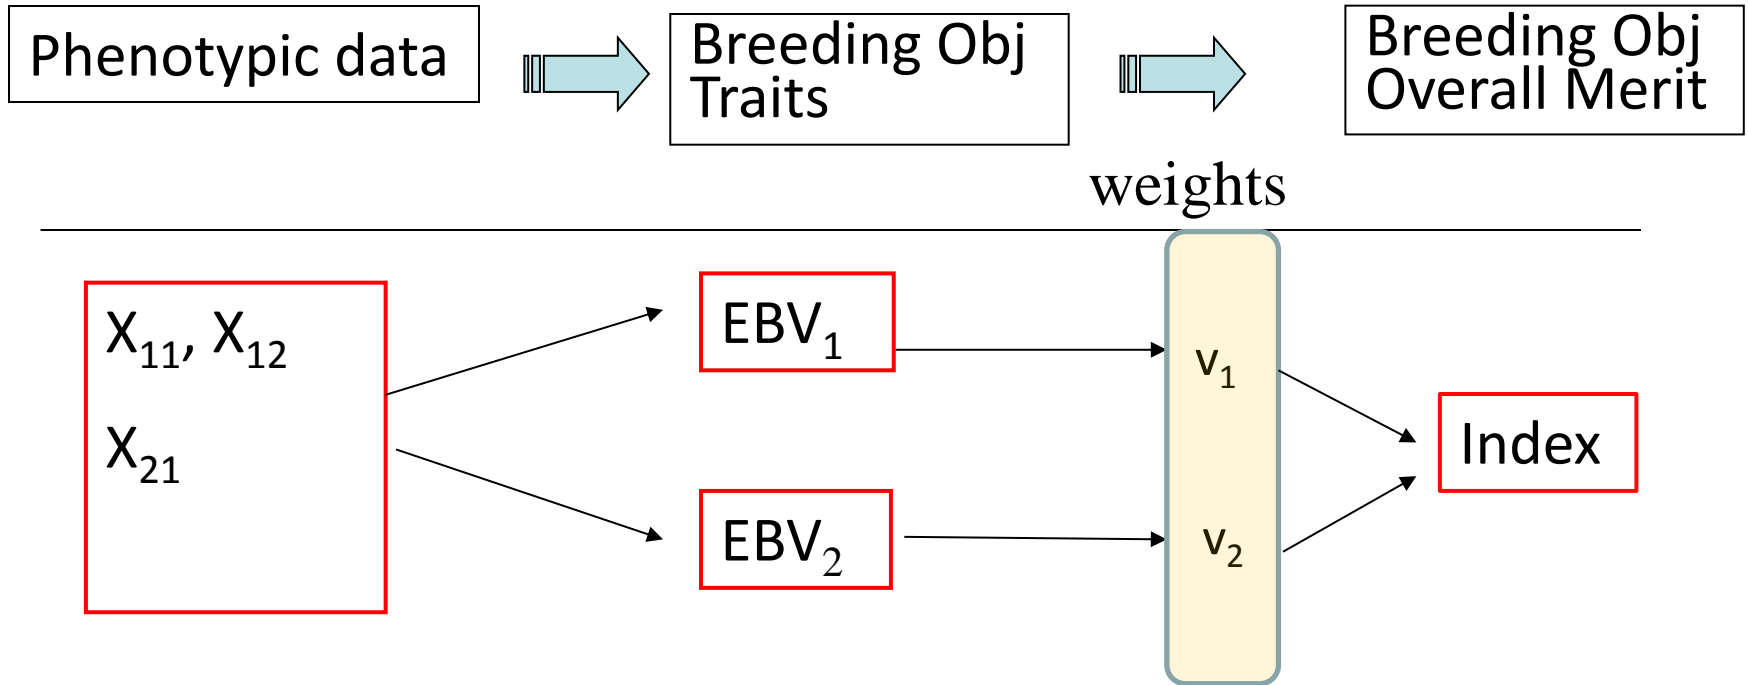 Phenotypic data
Breeding Obj
Traits
Breeding Obj
Overall Merit
weights
X₁₁, X₁₂
X₂₁
EBV₁
EBV₂
v₁
v₂
Index